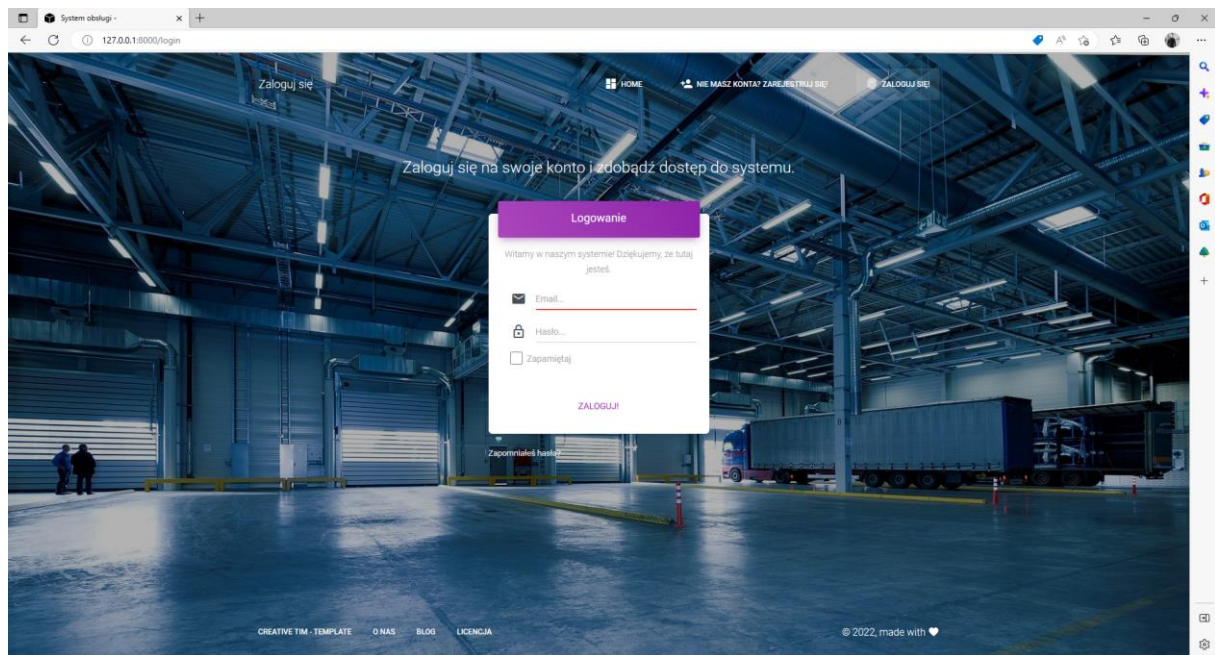 System obsługi -
127.0.0.1:8000/login
Zaloguj się
HOME
NIE MASZ KONTA? ZAREJESTRUJ SIĘ!
ZALOGUJ SIĘ!
Zaloguj się na swoje konto i zdobądź dostęp do systemu.
Logowanie
Witamy w naszym systemie! Dziękujemy, że tutaj
jesteś.
Email...
Hasło...
Zapamiętaj
ZALOGUJ!
Zapomniałeś hasła?
CREATIVE TIM - TEMPLATE
O NAS
BLOG
LICENCJA
© 2022, made with